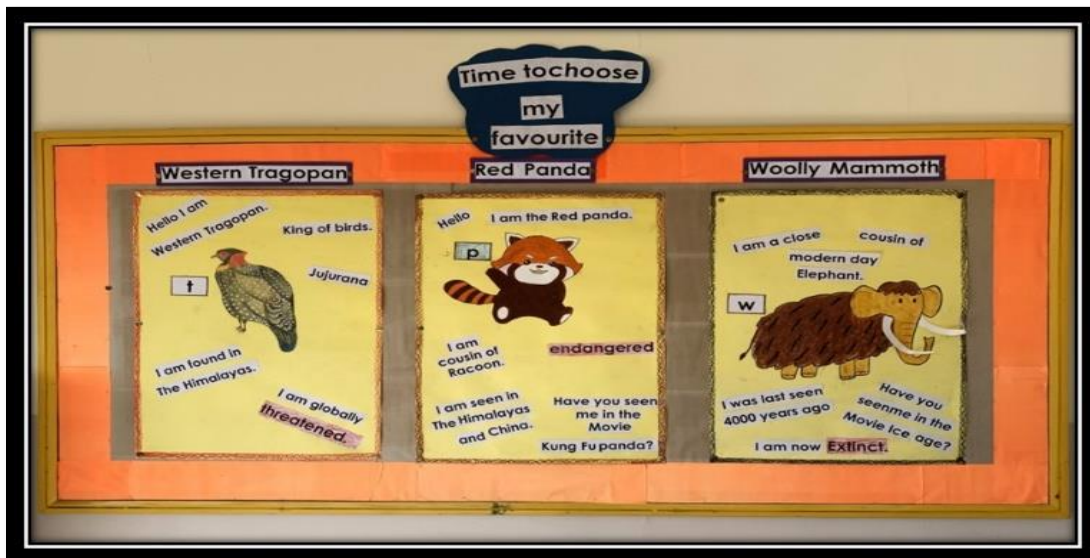 Time tochoose
my
favourite
Western Tragopan
Hello I am
Western Tragopan.
King of birds.
t
Jujurana
I am found in
The Himalayas.
I am globally
threatened.
Red Panda
Hello I am the Red panda.
p
I am
cousin of
Racoon.
endangered
I am seen in
The Himalayas
and China.
Have you seen
me in the
Movie
Kung Fu panda?
Woolly Mammoth
I am a close cousin of
modern day
Elephant.
w
I was last seen
4000 years ago
Have you
seenme in the
Movie Ice age?
I am now Extinct.